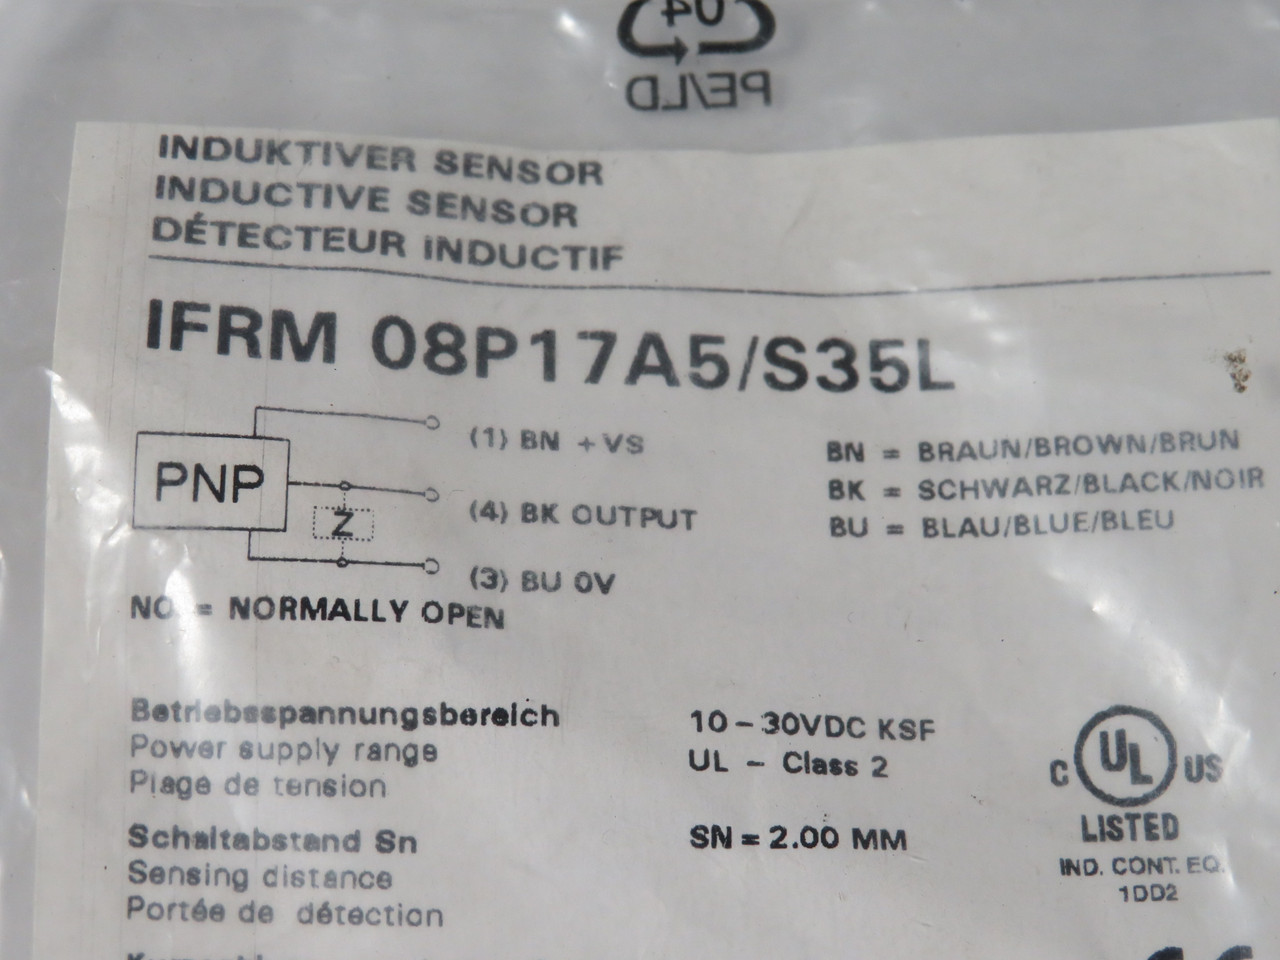 04
PE/LD
INDUKTIVER SENSOR
INDUCTIVE SENSOR
DÉTECTEUR iNDUCTIF
IFRM 08P17A5/S35L
PNP
Z
(1) BN +VS
(4) BK OUTPUT
(3) BU 0V
BN = BRAUN/BROWN/BRUN
BK = SCHWARZ/BLACK/NOIR
BU = BLAU/BLUE/BLEU
NO = NORMALLY OPEN
Betriebsspannungsbereich 10-30VDC KSF
Power supply range UL - Class 2
Plage de tension
C UL US
LISTED
IND. CONT. EQ.
1DD2
Schaltabstand Sn SN = 2.00 MM
Sensing distance
Portée de détection